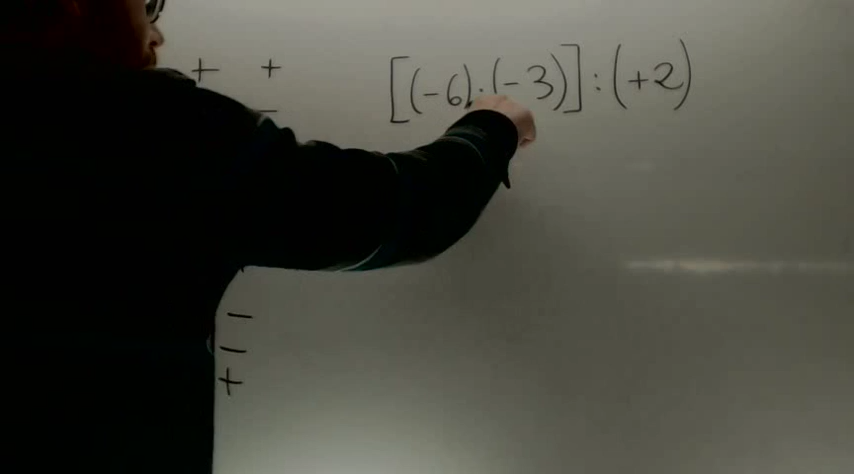 + + [(-6)·(-3)]:(+2)
-
-
-
+